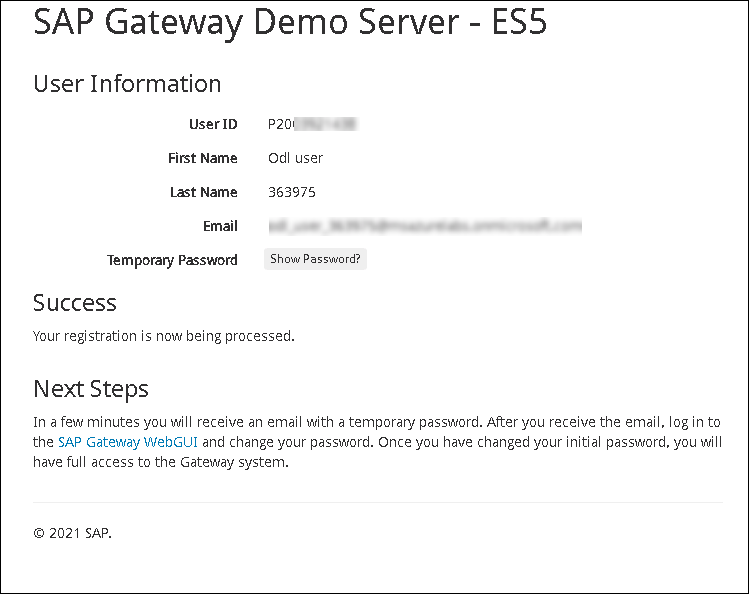 SAP Gateway Demo Server - ES5
User Information
User ID P200
First Name Odl user
Last Name 363975
Email
Temporary Password Show Password?
Success
Your registration is now being processed.
Next Steps
In a few minutes you will receive an email with a temporary password. After you receive the email, log in to
the SAP Gateway WebGUI and change your password. Once you have changed your initial password, you will
have full access to the Gateway system.
© 2021 SAP.